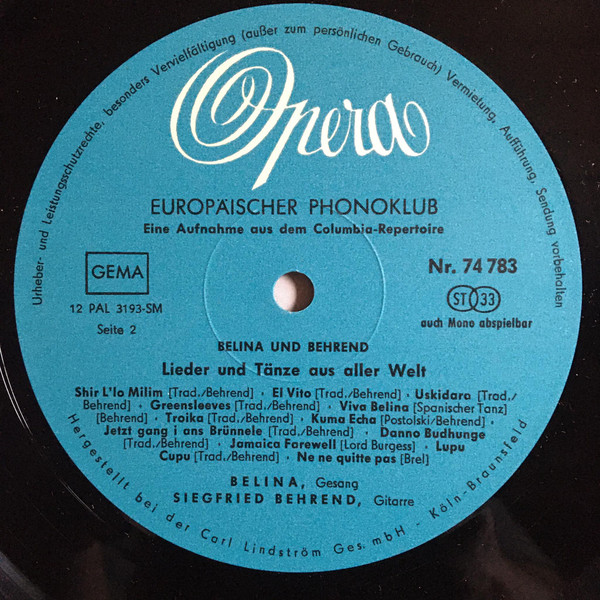 Urheber- und Leistungsschutzrechte, besonders Vervielfältigung (außer zum persönlichen Gebrauch) Vermietung, Aufführung, Sendung vorbehalten
Opera
EUROPÄISCHER PHONOKLUB
Eine Aufnahme aus dem Columbia-Repertoire
GEMA
Nr. 74 783
12 PAL 3193-SM
ST 33
Seite 2
auch Mono abspielbar
BELINA UND BEHREND
Lieder und Tänze aus aller Welt
Shir L'lo Milim [Trad./Behrend] · El Vito [Trad./Behrend] · Uskidara [Trad./
Behrend] · Greensleeves [Trad./Behrend] · Viva Belina [Spanischer Tanz]
[Behrend] · Troika [Trad./Behrend] · Kuma Echa [Postolski/Behrend] ·
Jetzt gang i ans Brünnele [Trad./Behrend] · Danno Budhunge
[Trad./Behrend] · Jamaica Farewell [Lord Burgess] · Lupu
Cupu [Trad./Behrend] · Ne ne quitte pas [Brel]
BELINA, Gesang
SIEGFRIED BEHREND, Gitarre
Hergestellt bei der Carl Lindström Ges. mbH - Köln-Braunsfeld